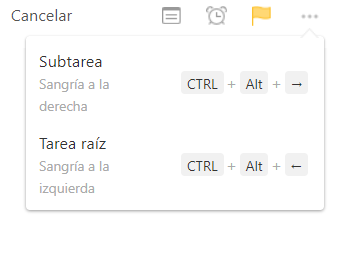 Cancelar
Subtarea
Sangría a la
derecha
CTRL + Alt + →
Tarea raíz
Sangría a la
izquierda
CTRL + Alt + ←